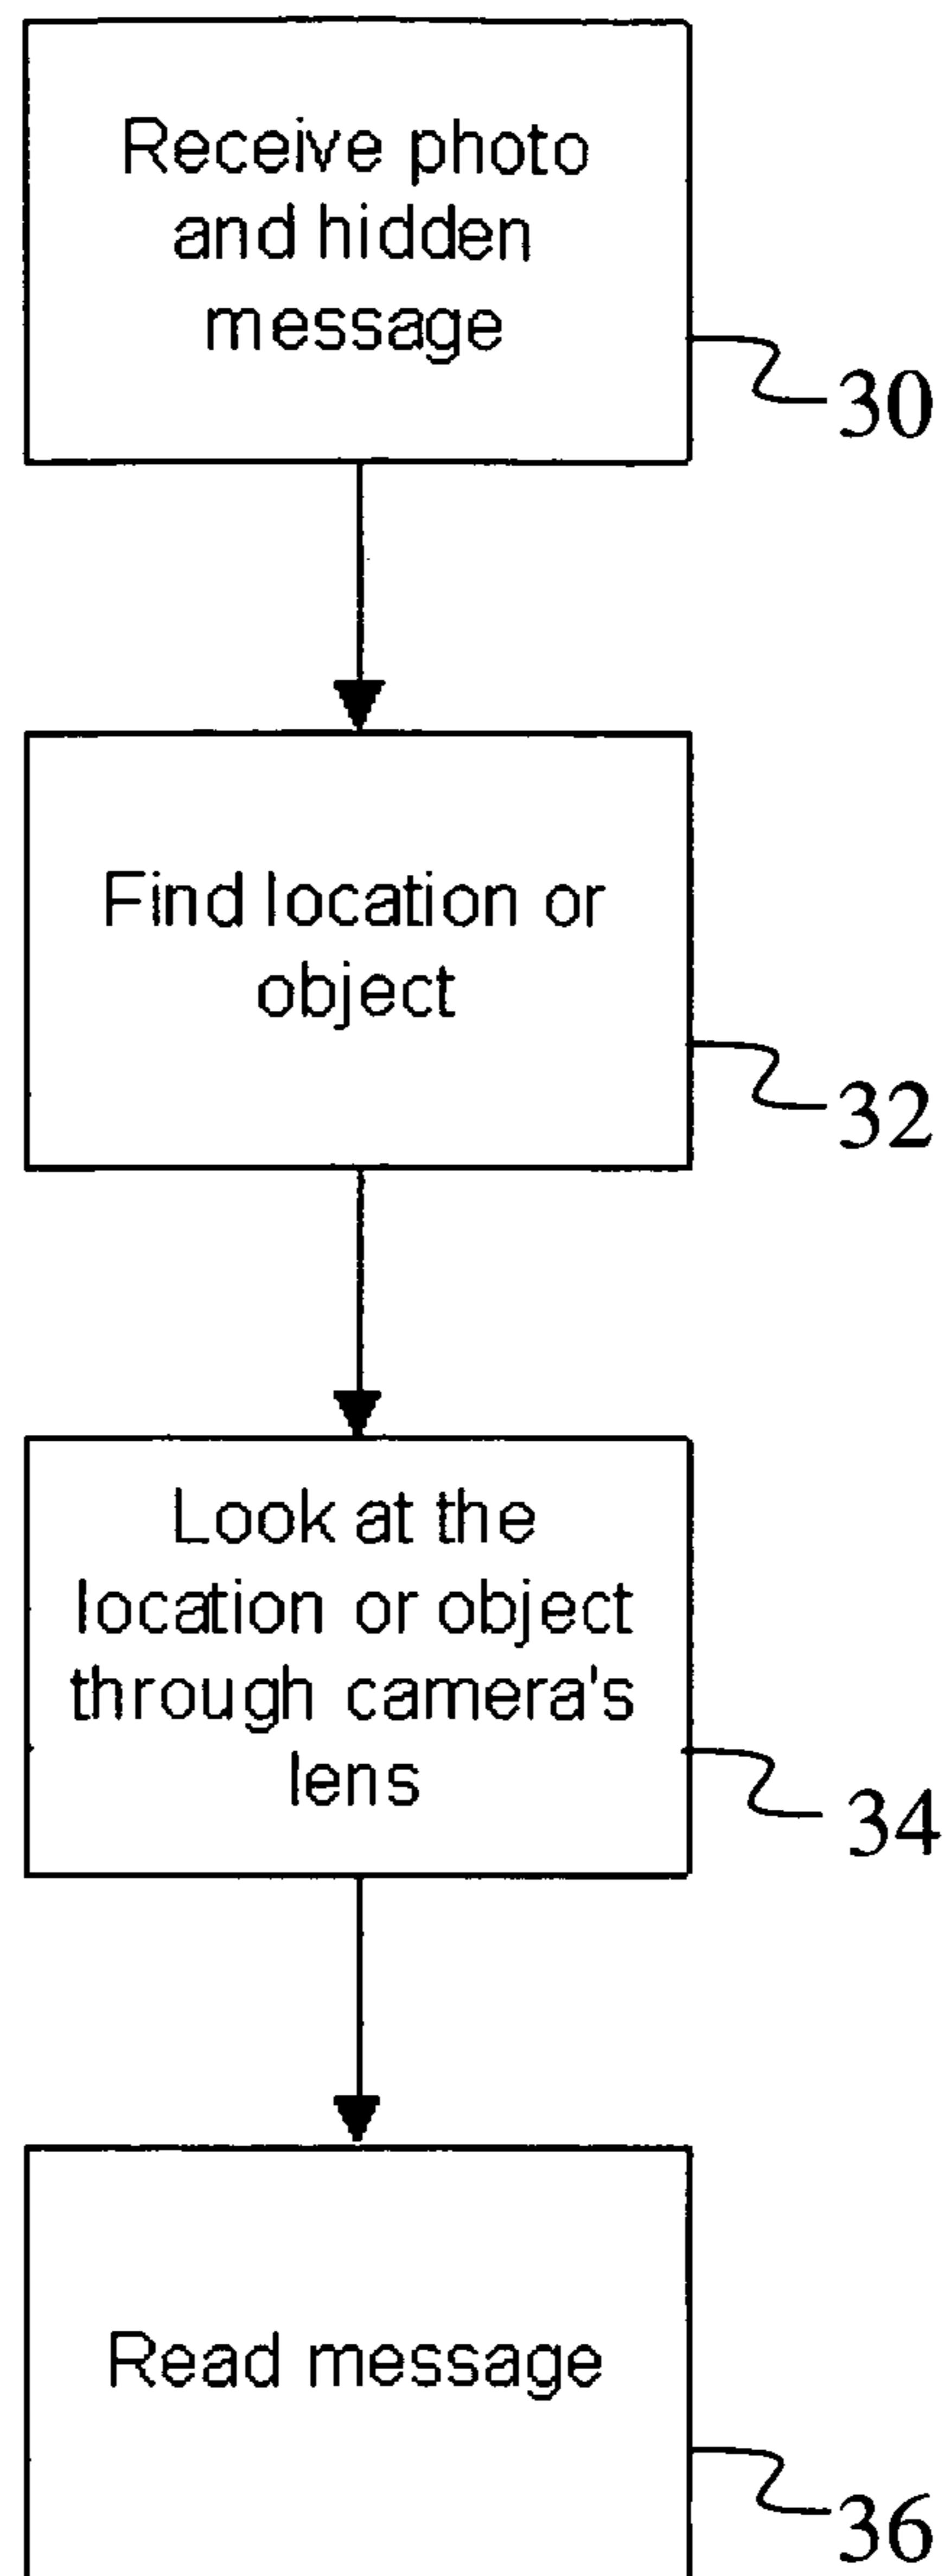 Receive photo
and hidden
message
30
Find location or
object
32
Look at the
location or object
through camera's
lens
34
Read message
36